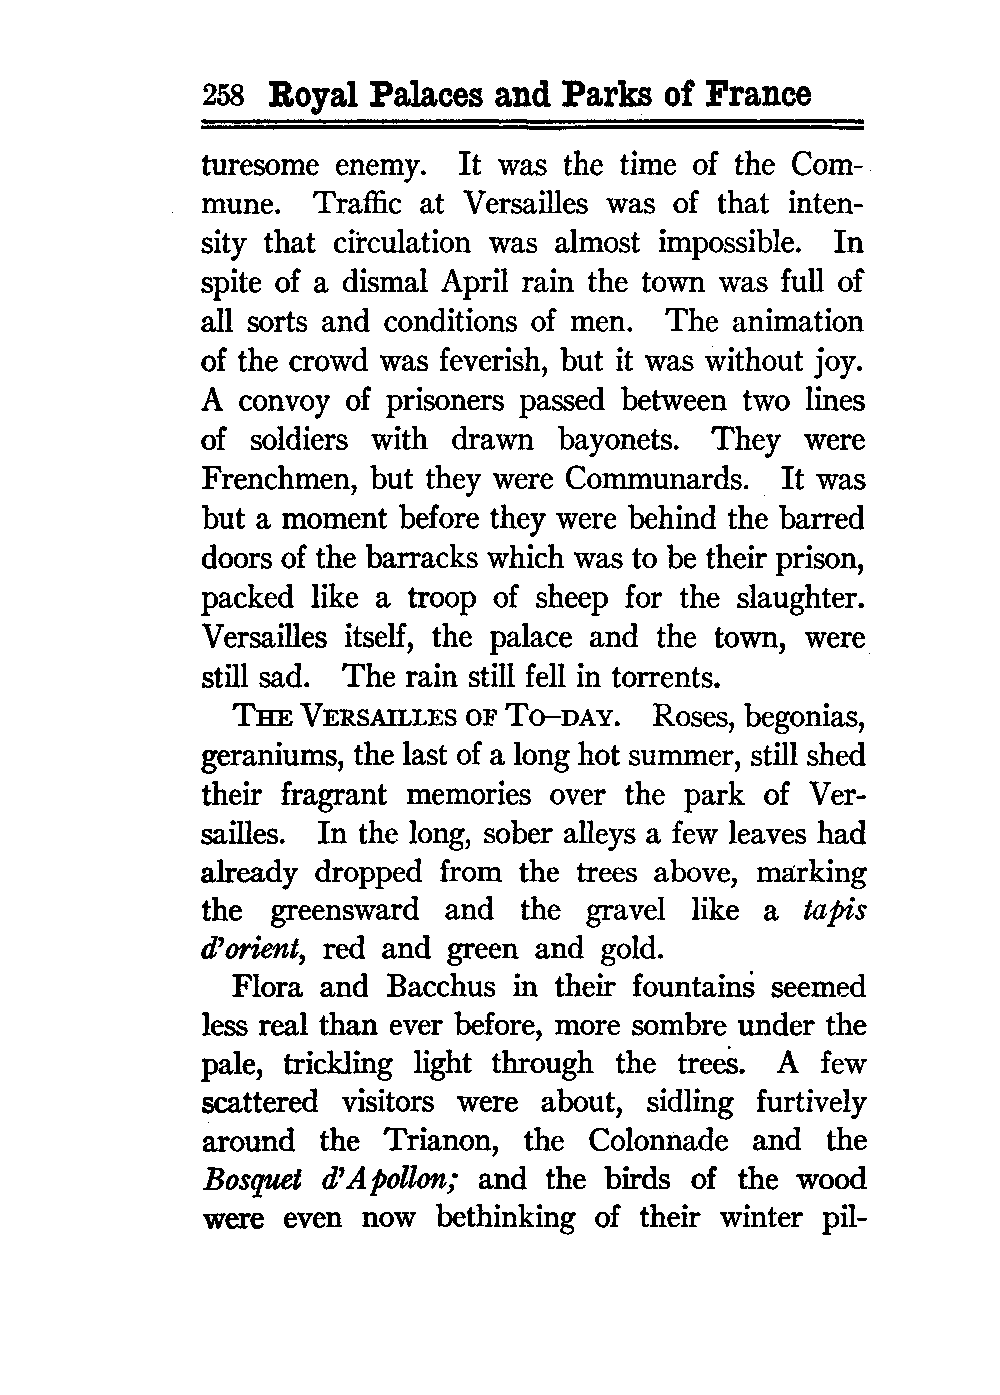 258 Royal Palaces and Parks of France
turesome enemy. It was the time of the Com-
mune. Traffic at Versailles was of that inten-
sity that circulation was almost impossible. In
spite of a dismal April rain the town was full of
all sorts and conditions of men. The animation
of the crowd was feverish, but it was without joy.
A convoy of prisoners passed between two lines
of soldiers with drawn bayonets. They were
Frenchmen, but they were Communards. It was
but a moment before they were behind the barred
doors of the barracks which was to be their prison,
packed like a troop of sheep for the slaughter.
Versailles itself, the palace and the town, were
still sad. The rain still fell in torrents.
THE VERSAILLES OF TO-DAY. Roses, begonias,
geraniums, the last of a long hot summer, still shed
their fragrant memories over the park of Ver-
sailles. In the long, sober alleys a few leaves had
already dropped from the trees above, marking
the greensward and the gravel like a tapis
d'orient, red and green and gold.
Flora and Bacchus in their fountains seemed
less real than ever before, more sombre under the
pale, trickling light through the trees. A few
scattered visitors were about, sidling furtively
around the Trianon, the Colonnade and the
Bosquet d'Apollon; and the birds of the wood
were even now bethinking of their winter pil-